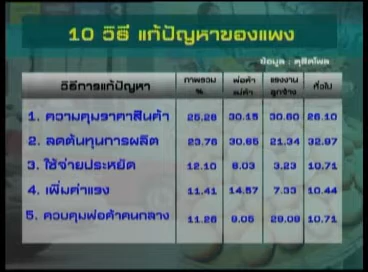 10 วิธี แก้ปัญหาของแพง
ข้อมูล : ดุสิตโพล
วิธีการแก้ปัญหา ภาพรวม % พ่อค้า แม่ค้า แรงงาน ลูกจ้าง ทั่วไป
1. ความคุมราคาสินค้า 25.26 30.15 30.60 26.10
2. ลดต้นทุนการผลิต 23.76 30.65 21.34 32.97
3. ใช้จ่ายประหยัด 12.10 6.03 3.23 10.71
4. เพิ่มค่าแรง 11.41 14.57 7.33 10.44
5. ควบคุมพ่อค้าคนกลาง 11.26 9.05 29.09 10.71